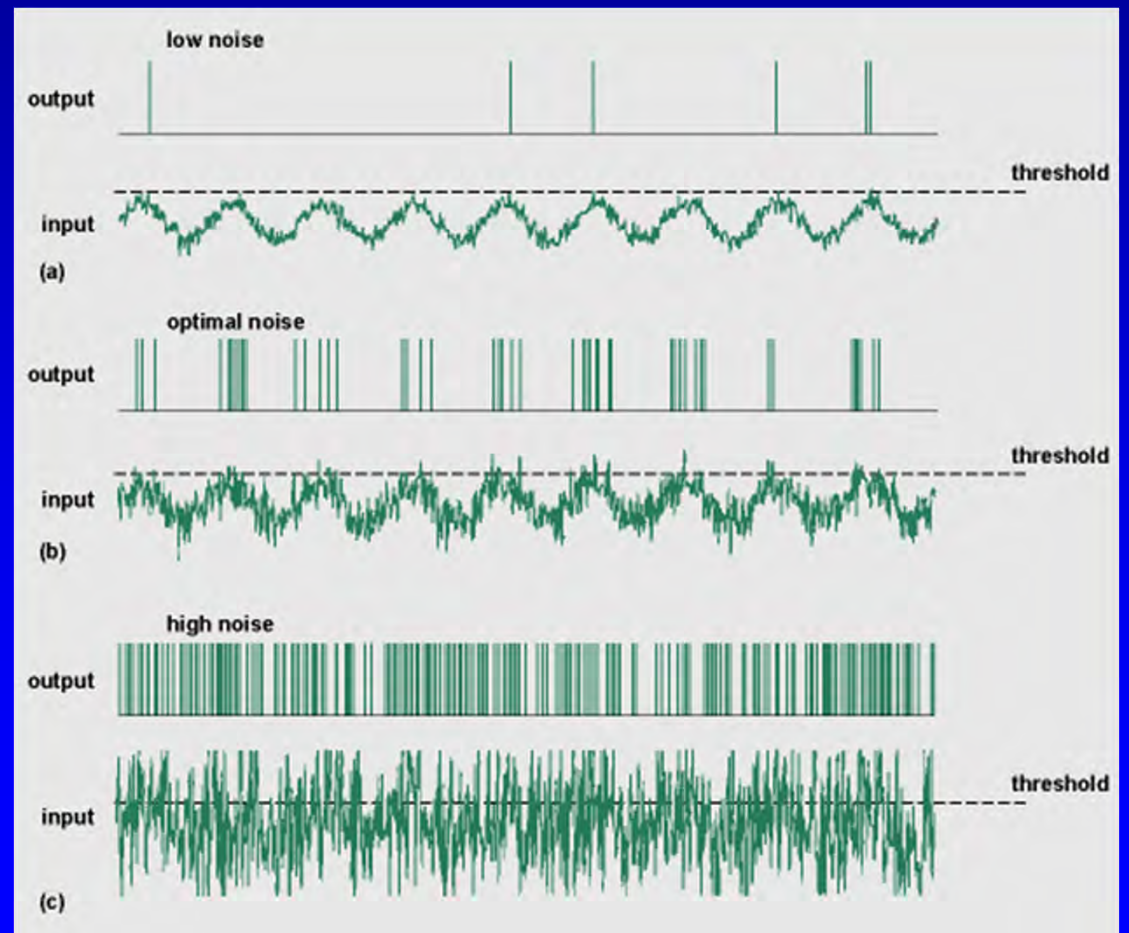 low noise
output
threshold
input
(a)
optimal noise
output
threshold
input
(b)
high noise
output
threshold
input
(c)